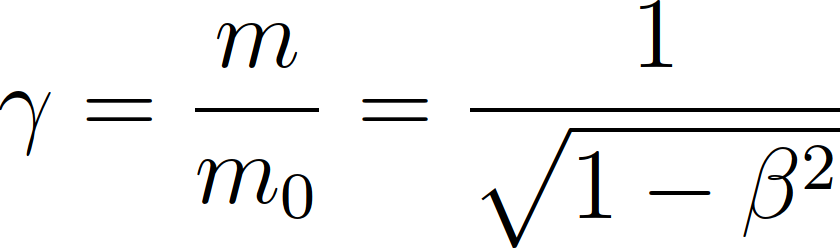 γ = m/m₀ = 1/√(1 − β²)